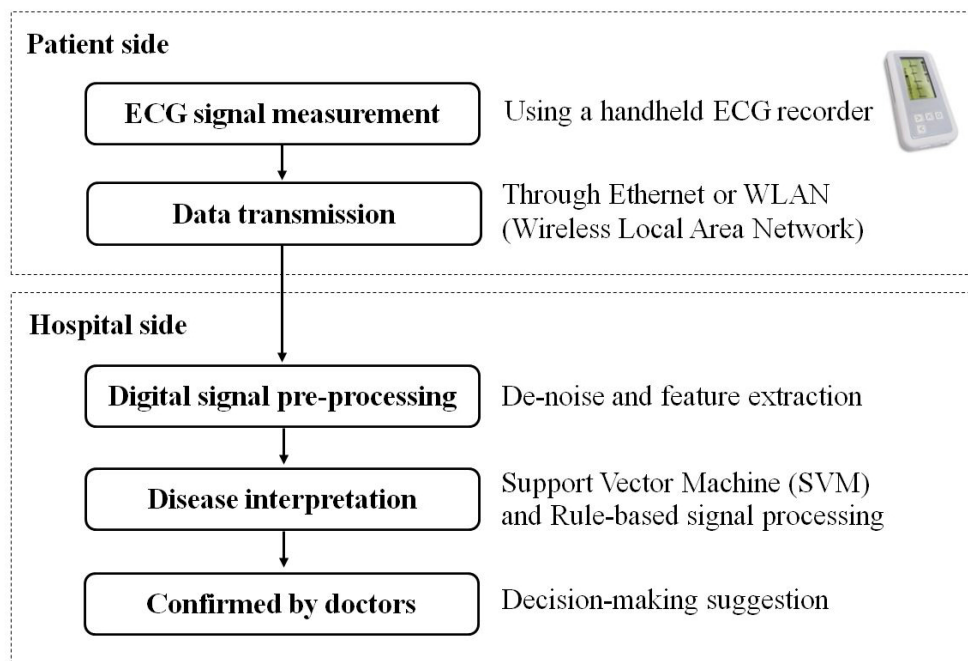 Patient side
ECG signal measurement
Using a handheld ECG recorder
Data transmission
Through Ethernet or WLAN
(Wireless Local Area Network)
Hospital side
Digital signal pre-processing
De-noise and feature extraction
Disease interpretation
Support Vector Machine (SVM)
and Rule-based signal processing
Confirmed by doctors
Decision-making suggestion